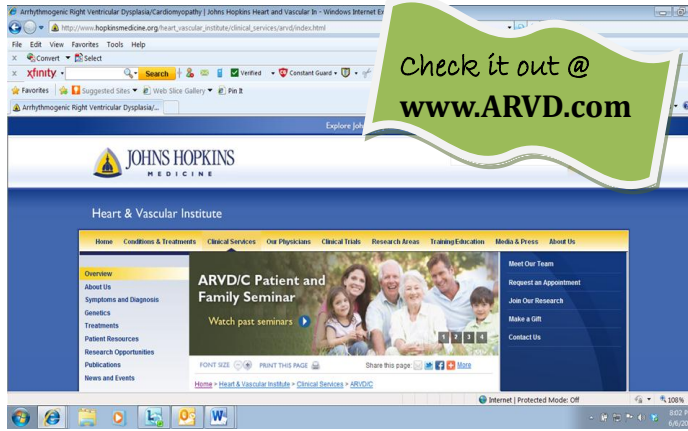 Arrhythmogenic Right Ventricular Dysplasia/Cardiomyopathy | Johns Hopkins Heart and Vascular In - Windows Internet
http://www.hopkinsmedicine.org/heart_vascular_institute/clinical_services/arvd/index.html
File Edit View Favorites Tools Help
x Convert Select
x xfinity Search Verified Constant Guard
Favorites Suggested Sites Web Slice Gallery Pin It
Arrhythmogenic Right Ventricular Dysplasia/...
Check it out @
www.ARVD.com
Explore
JOHNS HOPKINS
MEDICINE
Heart & Vascular Institute
Home Conditions & Treatments Clinical Services Our Physicians Clinical Trials Research Areas Training/Education Media & Press About Us
Overview
About Us
Symptoms and Diagnosis
Genetics
Treatments
Patient Resources
Research Opportunities
Publications
News and Events
ARVD/C Patient and
Family Seminar
Watch past seminars
1 2 3 4
FONT SIZE PRINT THIS PAGE Share this page: More
Home > Heart & Vascular Institute > Clinical Services > ARVD/C
Meet Our Team
Request an Appointment
Join Our Research
Make a Gift
Contact Us
Internet | Protected Mode: Off 108%
8:02 P